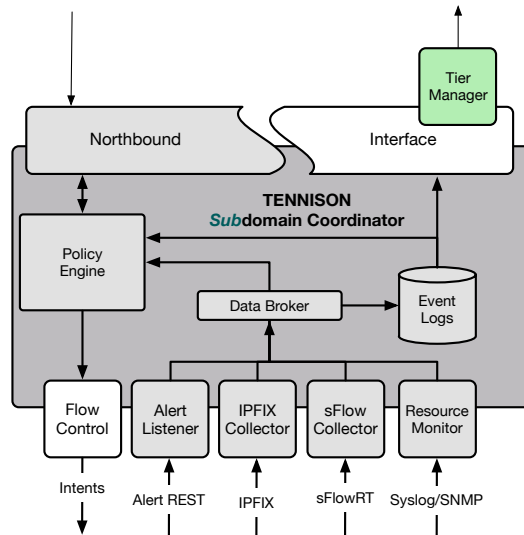 Tier
Manager
Northbound
Interface
TENNISON
Subdomain Coordinator
Policy
Engine
Data Broker
Event
Logs
Flow
Control
Alert
Listener
IPFIX
Collector
sFlow
Collector
Resource
Monitor
Intents
Alert REST
IPFIX
sFlowRT
Syslog/SNMP